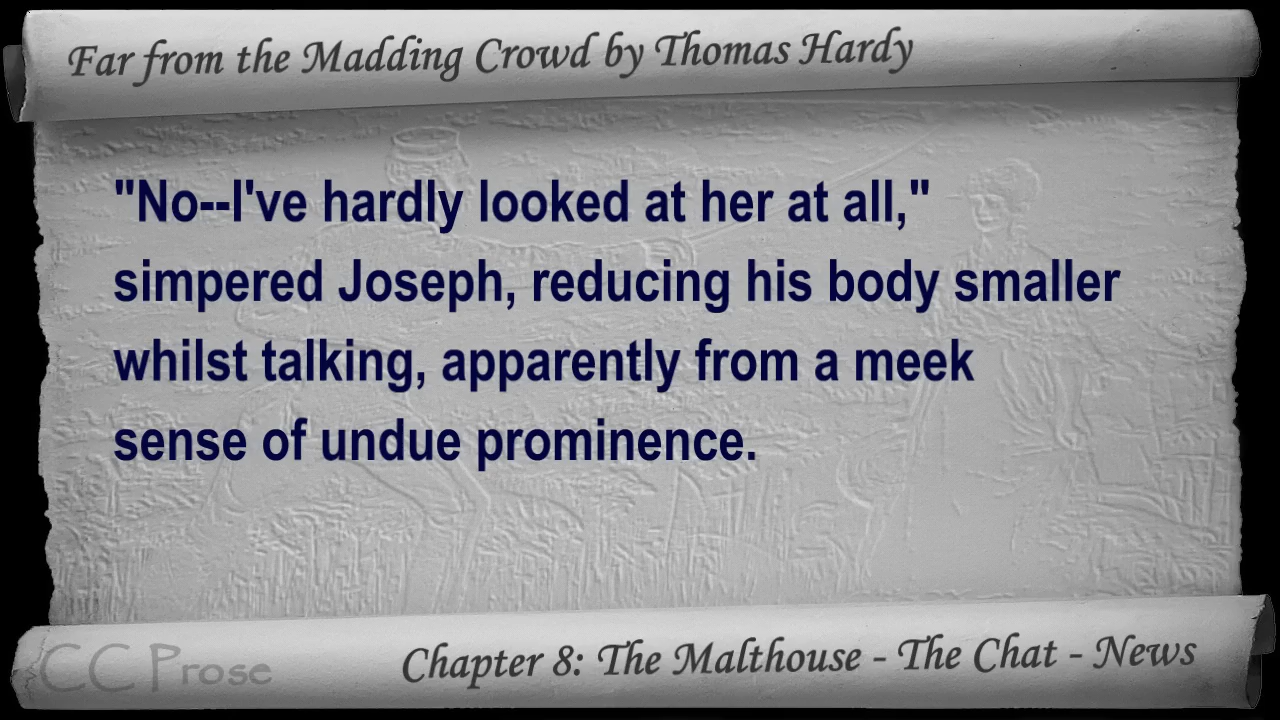 Far from the Madding Crowd by Thomas Hardy
"No--I've hardly looked at her at all,"
simpered Joseph, reducing his body smaller
whilst talking, apparently from a meek
sense of undue prominence.
CC Prose
Chapter 8: The Malthouse - The Chat - News